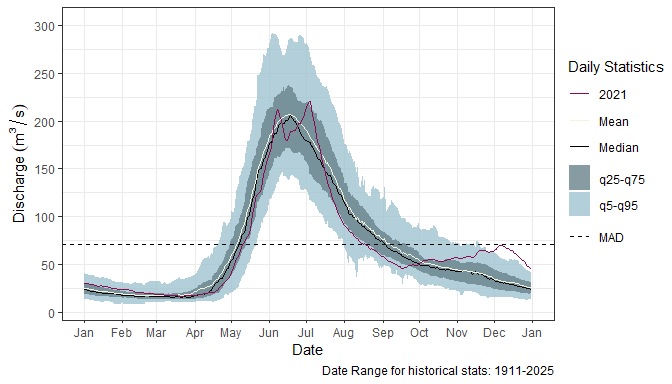 300
250
200
150
100
50
0
Discharge (m³/s)
Jan Feb Mar Apr May Jun Jul Aug Sep Oct Nov Dec Jan
Date
Daily Statistics
2021
Mean
Median
q25-q75
q5-q95
MAD
Date Range for historical stats: 1911-2025